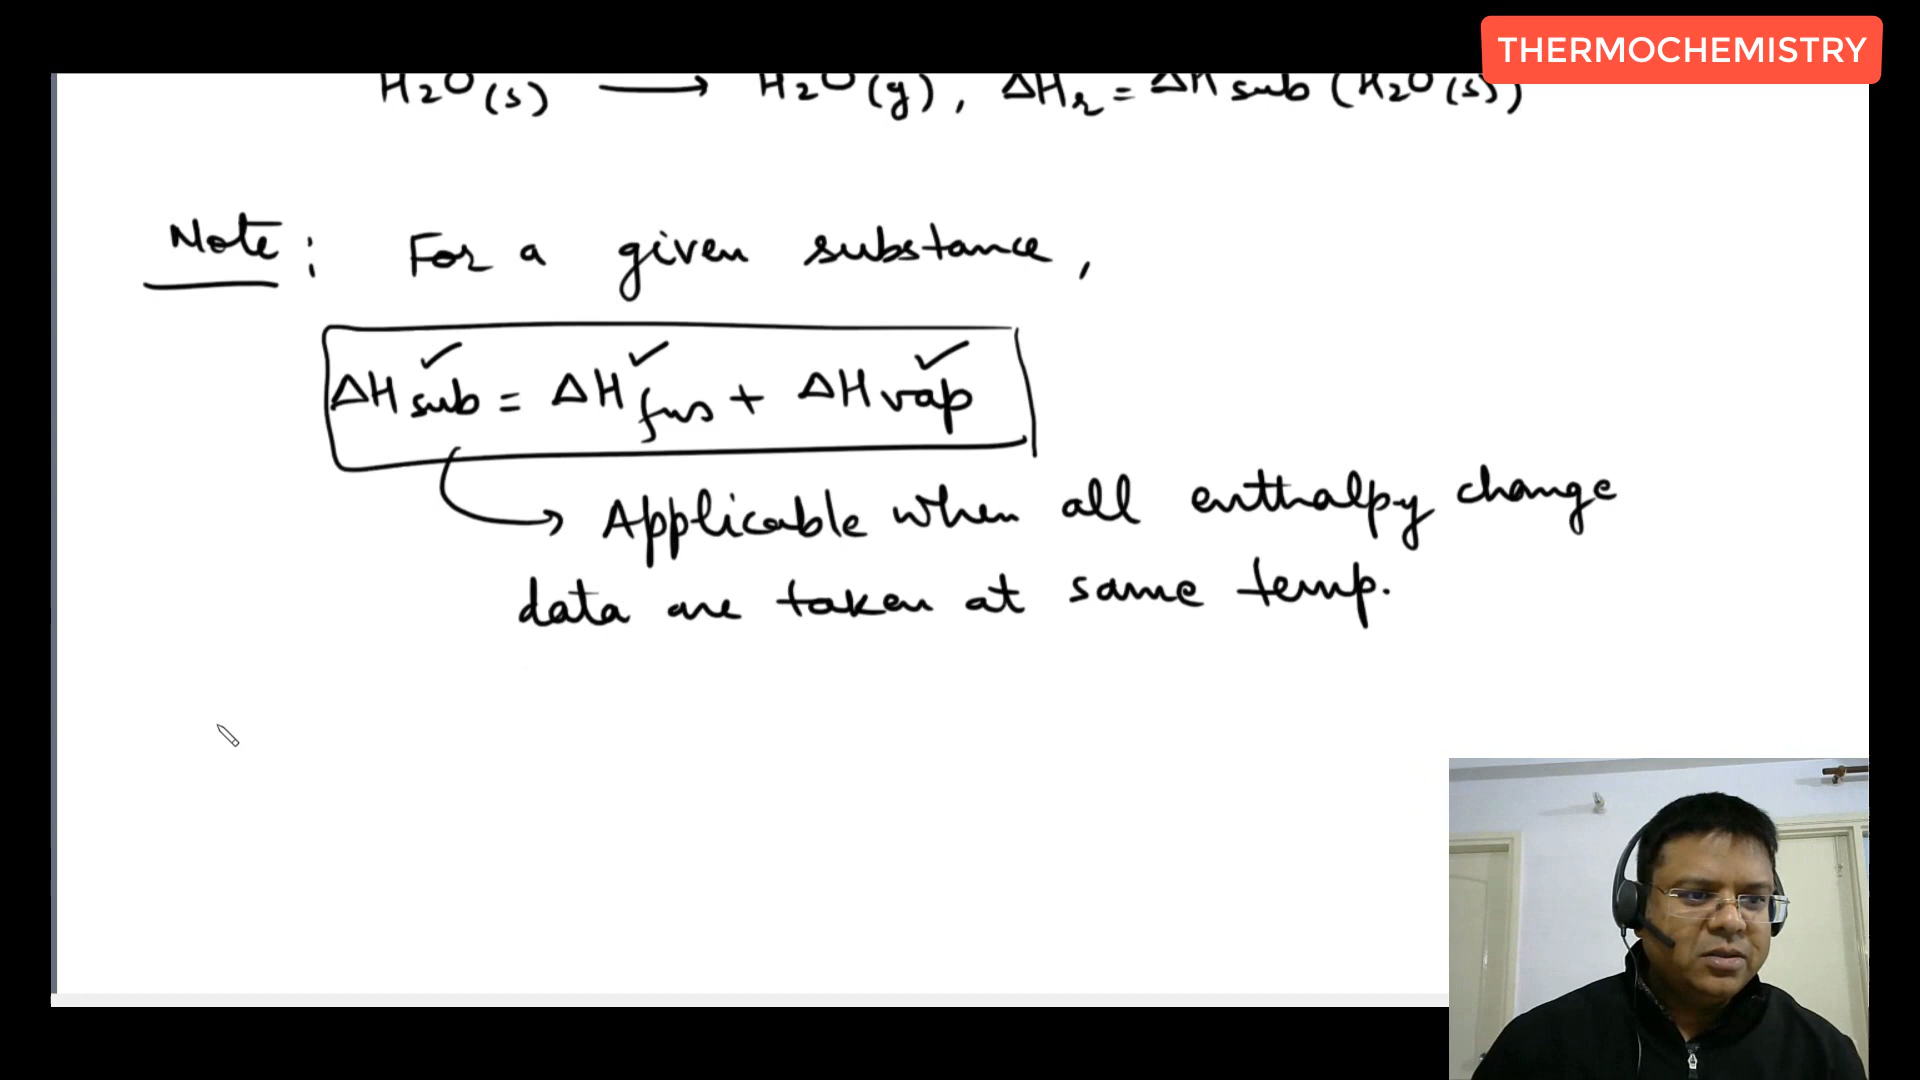 THERMOCHEMISTRY
H₂O(s) ⟶ H₂O(g), ΔHr = ΔH sub (H₂O(s))
Note: For a given substance,
ΔH sub = ΔH fus + ΔH vap
→ Applicable when all enthalpy change
data are taken at same temp.